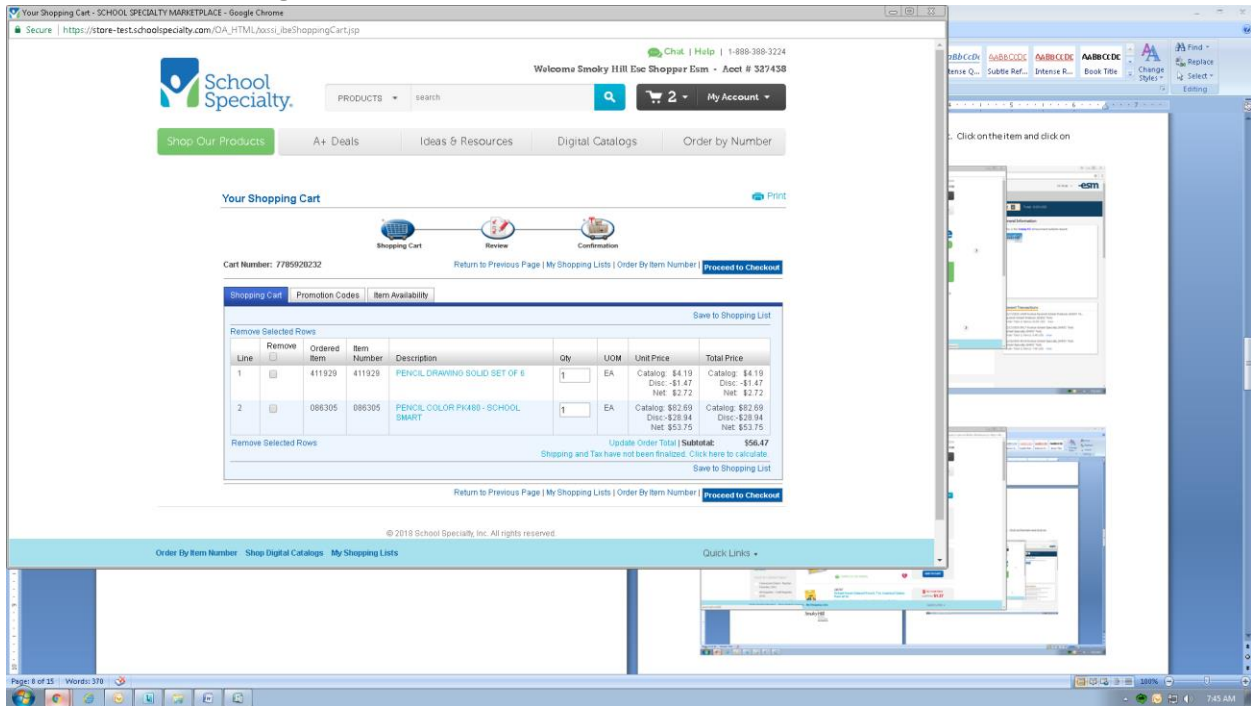 Your Shopping Cart - SCHOOL SPECIALTY MARKETPLACE - Google Chrome
Secure | https://store-test.schoolspecialty.com/OA_HTML/xxssi_ibeShoppingCart.jsp
Chat | Help | 1-888-388-3224
Welcome Smoky Hill Esc Shopper Esm - Acct # 327438
School
Specialty.
PRODUCTS search 2 My Account
Shop Our Products A+ Deals Ideas & Resources Digital Catalogs Order by Number
Your Shopping Cart Print
Shopping Cart Review Confirmation
Cart Number: 7785920232 Return to Previous Page | My Shopping Lists | Order By Item Number | Proceed to Checkout
Shopping Cart Promotion Codes Item Availability
Save to Shopping List
Remove Selected Rows
Line Remove Ordered Item Item Number Description Qty UOM Unit Price Total Price
1 411929 411929 PENCIL DRAWING SOLID SET OF 6 1 EA Catalog: $4.19 Catalog: $4.19
Disc: -$1.47 Disc: -$1.47
Net: $2.72 Net: $2.72
2 086305 086305 PENCIL COLOR PK480 - SCHOOL 1 EA Catalog: $82.69 Catalog: $82.69
SMART Disc:-$28.94 Disc:-$28.94
Net: $53.75 Net: $53.75
Remove Selected Rows Update Order Total | Subtotal: $56.47
Shipping and Tax have not been finalized. Click here to calculate.
Save to Shopping List
Return to Previous Page | My Shopping Lists | Order By Item Number | Proceed to Checkout
© 2018 School Specialty, Inc. All rights reserved.
Order By Item Number Shop Digital Catalogs My Shopping Lists Quick Links
AaBbCcDc AaBbCcDc AaBbCcDc
Subtle Ref... Intense R... Book Title
Change
Styles
Find
Replace
Select
Editing
Click on the item and click on
esm
Page: 8 of 15 Words: 378 100%
7:45 AM